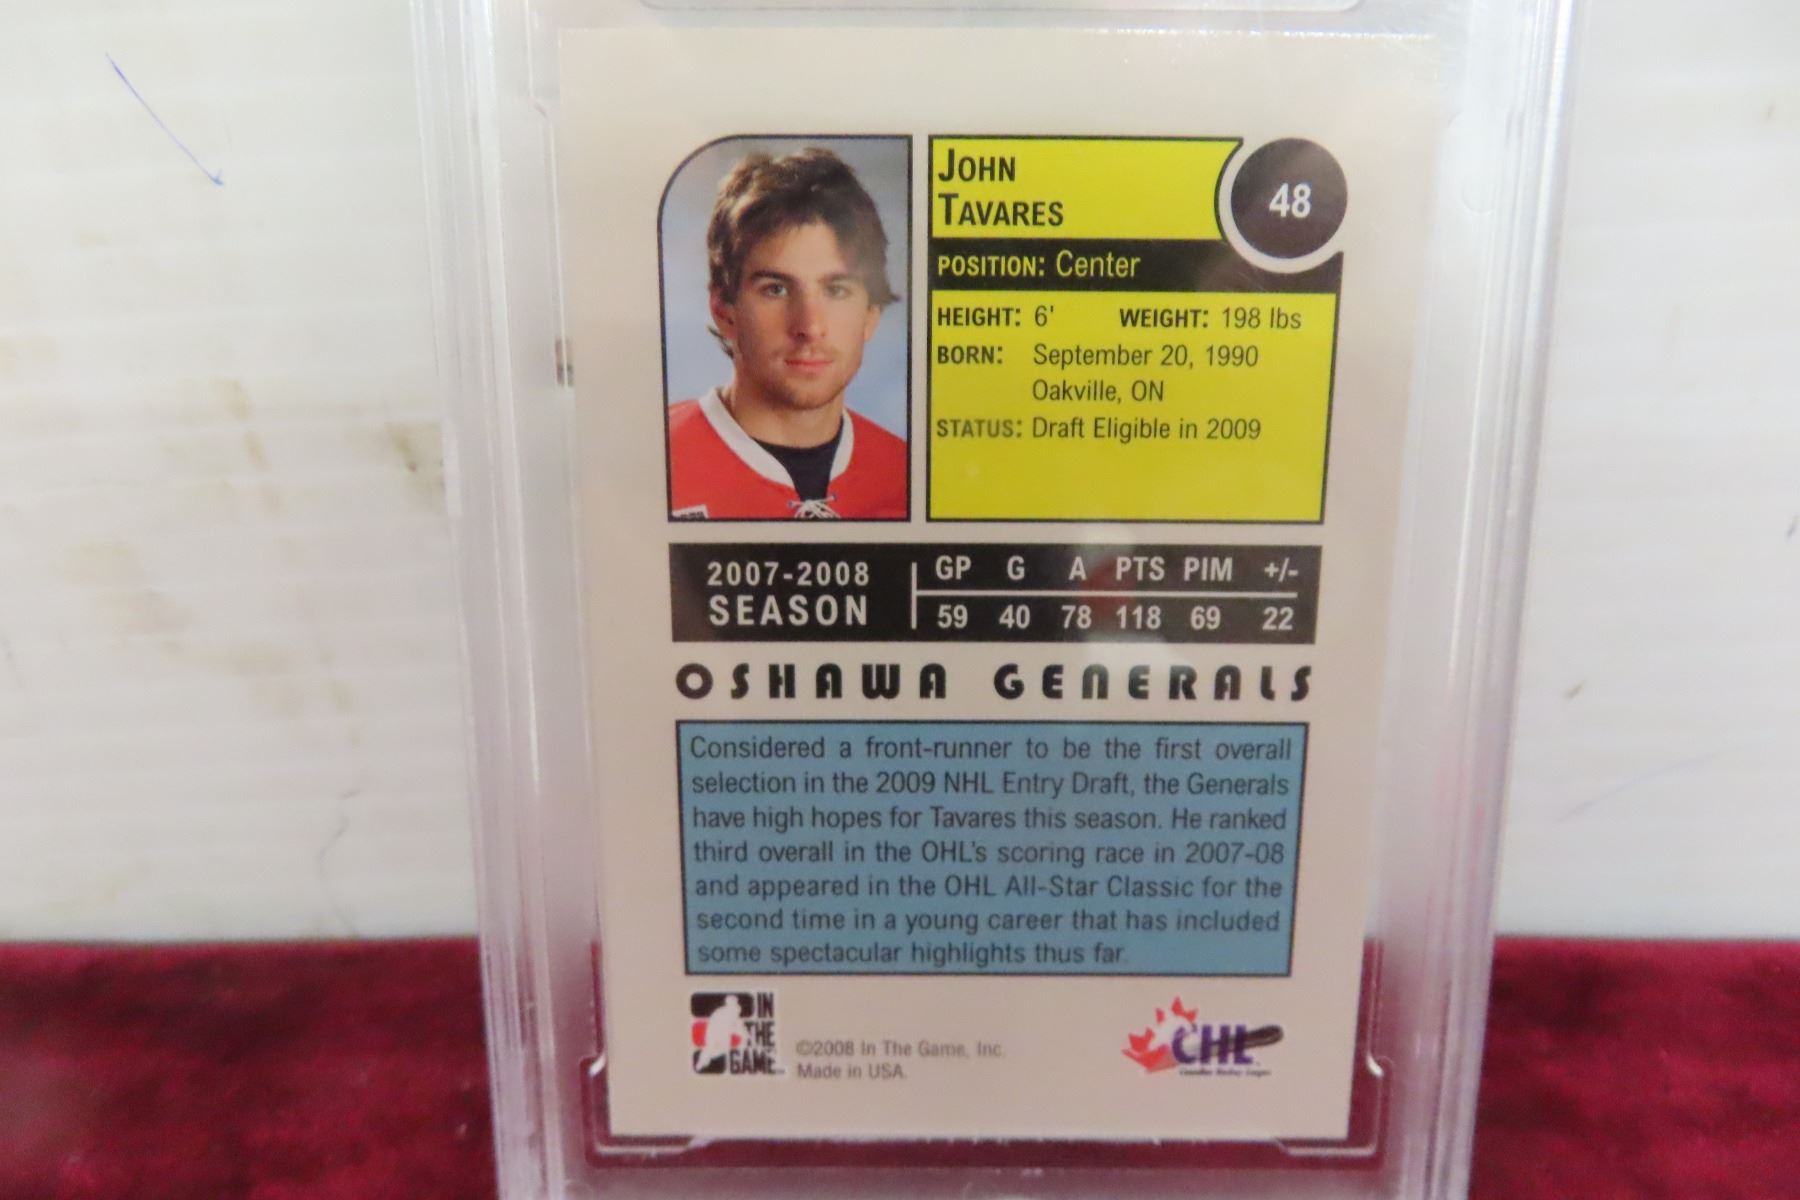 JOHN
TAVARES
48
POSITION: Center
HEIGHT: 6' WEIGHT: 198 lbs
BORN: September 20, 1990
Oakville, ON
STATUS: Draft Eligible in 2009
2007-2008
SEASON
GP G A PTS PIM +/-
59 40 78 118 69 22
OSHAWA GENERALS
Considered a front-runner to be the first overall
selection in the 2009 NHL Entry Draft, the Generals
have high hopes for Tavares this season. He ranked
third overall in the OHL's scoring race in 2007-08
and appeared in the OHL All-Star Classic for the
second time in a young career that has included
some spectacular highlights thus far.
IN
THE
GAME
©2008 In The Game, Inc.
Made in USA.
CHL
Canadian Hockey League